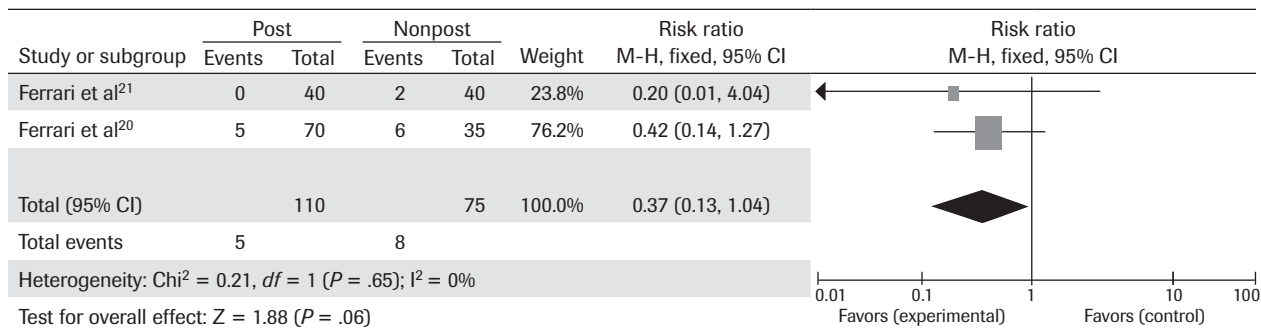 Post Nonpost Risk ratio Risk ratio
Study or subgroup Events Total Events Total Weight M-H, fixed, 95% CI M-H, fixed, 95% CI
Ferrari et al²¹ 0 40 2 40 23.8% 0.20 (0.01, 4.04)
Ferrari et al²⁰ 5 70 6 35 76.2% 0.42 (0.14, 1.27)
Total (95% CI) 110 75 100.0% 0.37 (0.13, 1.04)
Total events 5 8
Heterogeneity: Chi² = 0.21, df = 1 (P = .65); I² = 0%
0.01 0.1 1 10 100
Test for overall effect: Z = 1.88 (P = .06) Favors (experimental) Favors (control)